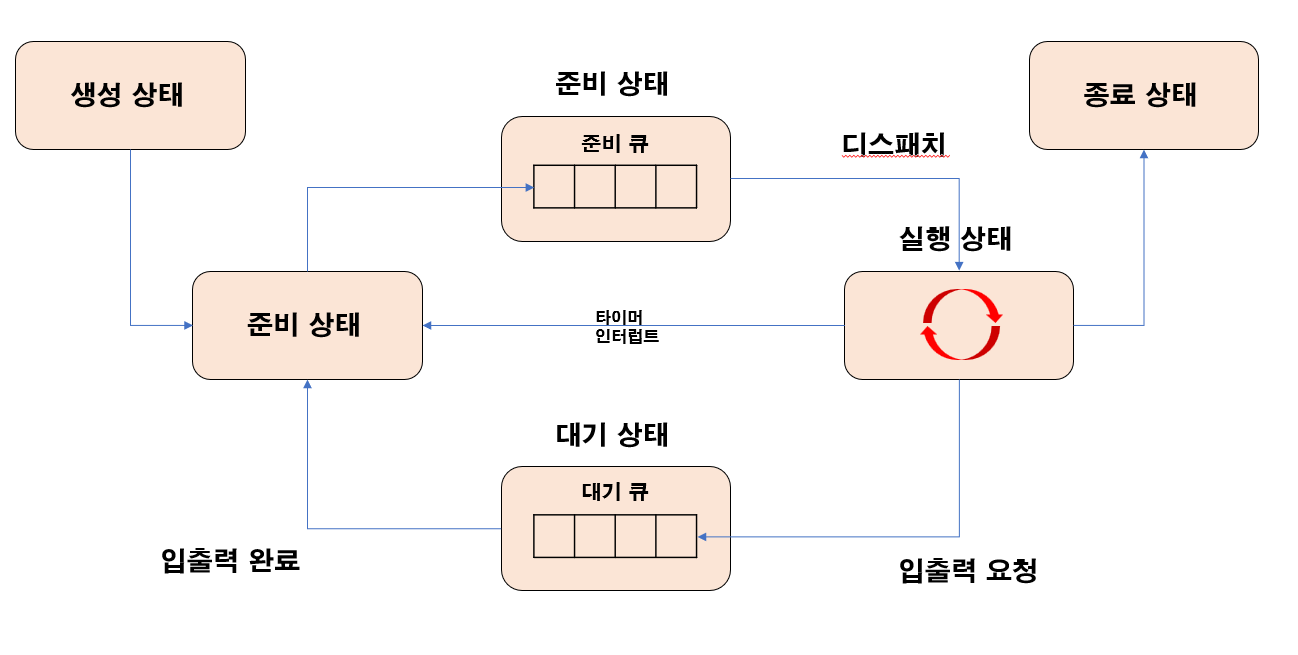 생성 상태
준비 상태
종료 상태
준비 큐
디스패치
실행 상태
준비 상태
타이머
인터럽트
대기 상태
대기 큐
입출력 완료
입출력 요청